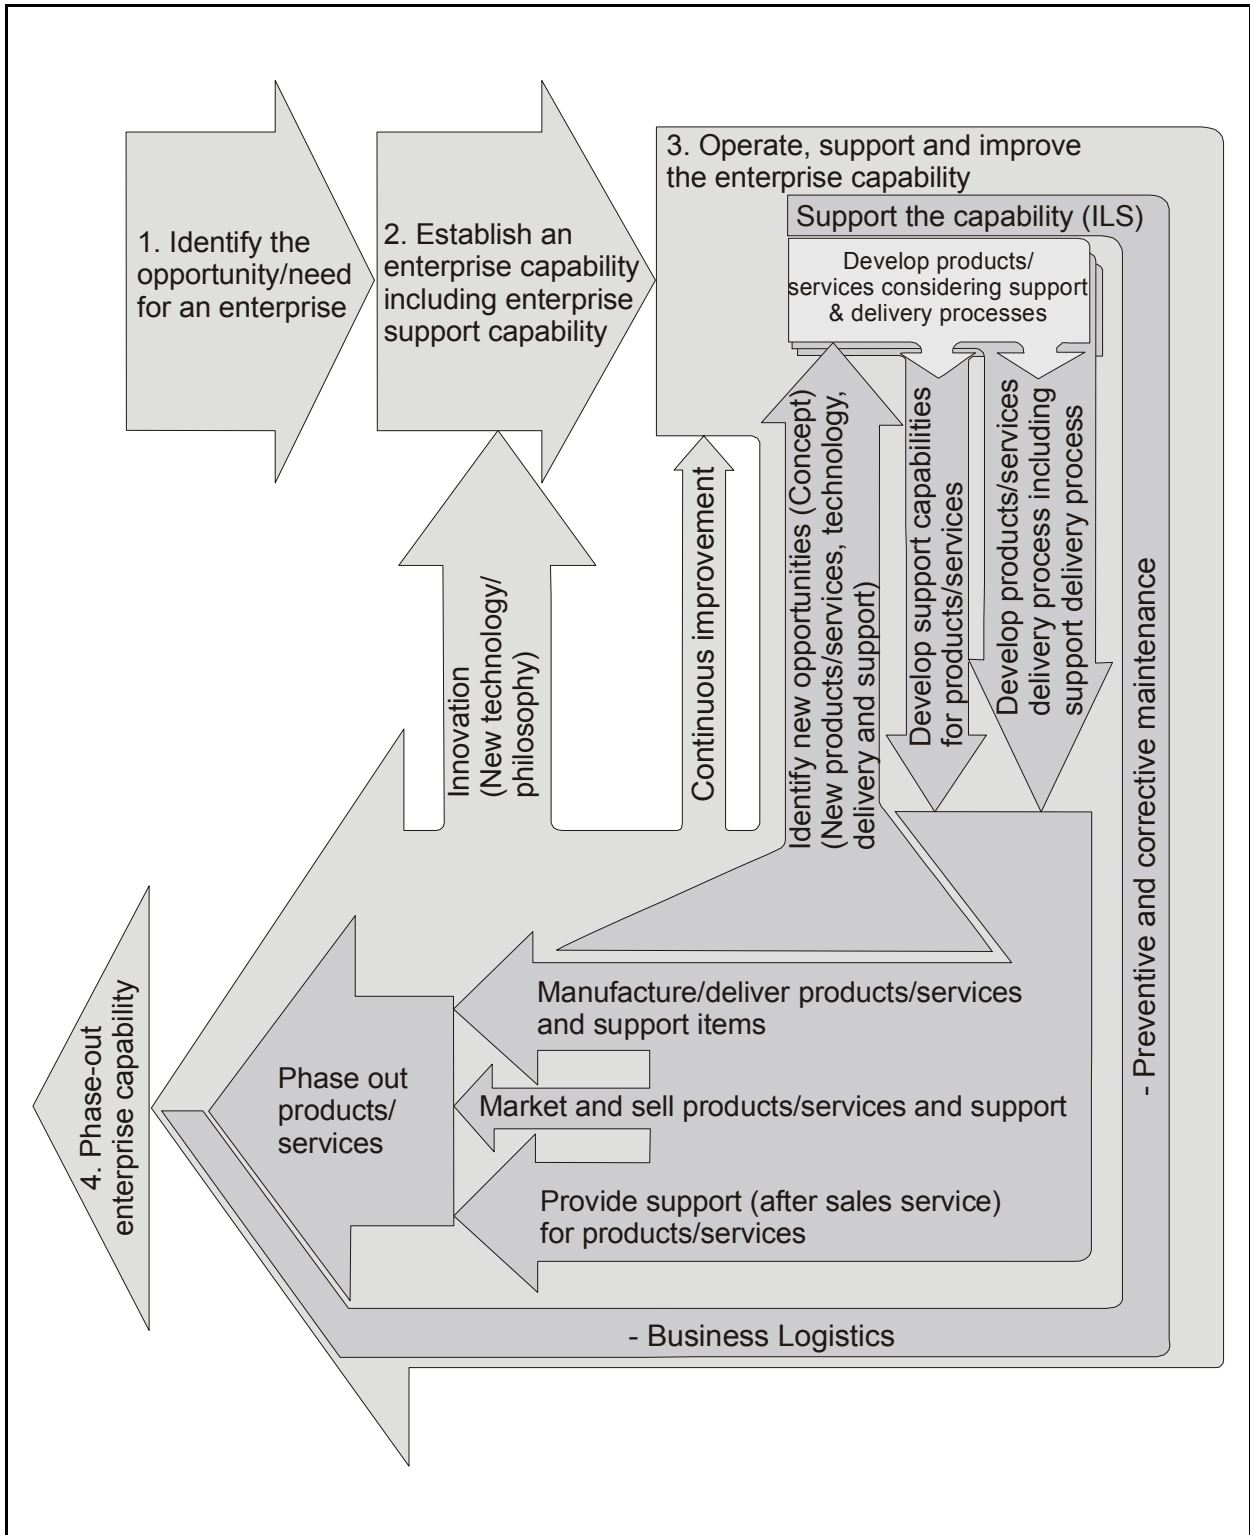 1. Identify the
opportunity/need
for an enterprise
2. Establish an
enterprise capability
including enterprise
support capability
3. Operate, support and improve
the enterprise capability
Support the capability (ILS)
Develop products/
services considering support
& delivery processes
Innovation
(New technology/
philosophy)
Continuous improvement
Identify new opportunities (Concept)
(New products/services, technology,
delivery and support)
Develop support capabilities
for products/services
Develop products/services
delivery process including
support delivery process
- Preventive and corrective maintenance
4. Phase-out
enterprise capability
Phase out
products/
services
Manufacture/deliver products/services
and support items
Market and sell products/services and support
Provide support (after sales service)
for products/services
- Business Logistics